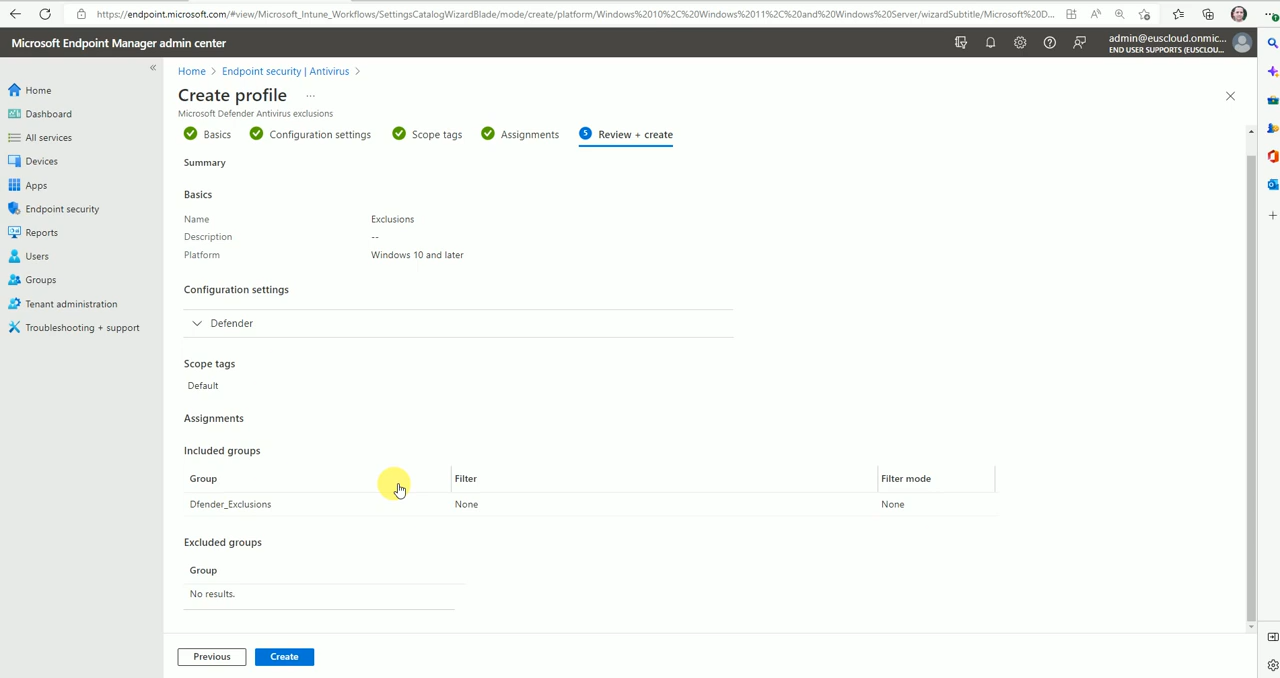 https://endpoint.microsoft.com/#view/Microsoft_Intune_Workflows/SettingsCatalogWizardBlade/mode/create/platform/Windows%2010%2C%20Windows%2011%2C%20and%20Windows%20Server/wizardSubtitle/Microsoft%20D...
Microsoft Endpoint Manager admin center
admin@euscloud.onmic...
END USER SUPPORTS (EUSCLOU...
Home > Endpoint security | Antivirus >
Create profile ...
Microsoft Defender Antivirus exclusions
Home
Dashboard
All services
Devices
Apps
Endpoint security
Reports
Users
Groups
Tenant administration
Troubleshooting + support
Basics Configuration settings Scope tags Assignments 5 Review + create
Summary
Basics
Name Exclusions
Description --
Platform Windows 10 and later
Configuration settings
Defender
Scope tags
Default
Assignments
Included groups
Group Filter Filter mode
Dfender_Exclusions None None
Excluded groups
Group
No results.
Previous Create